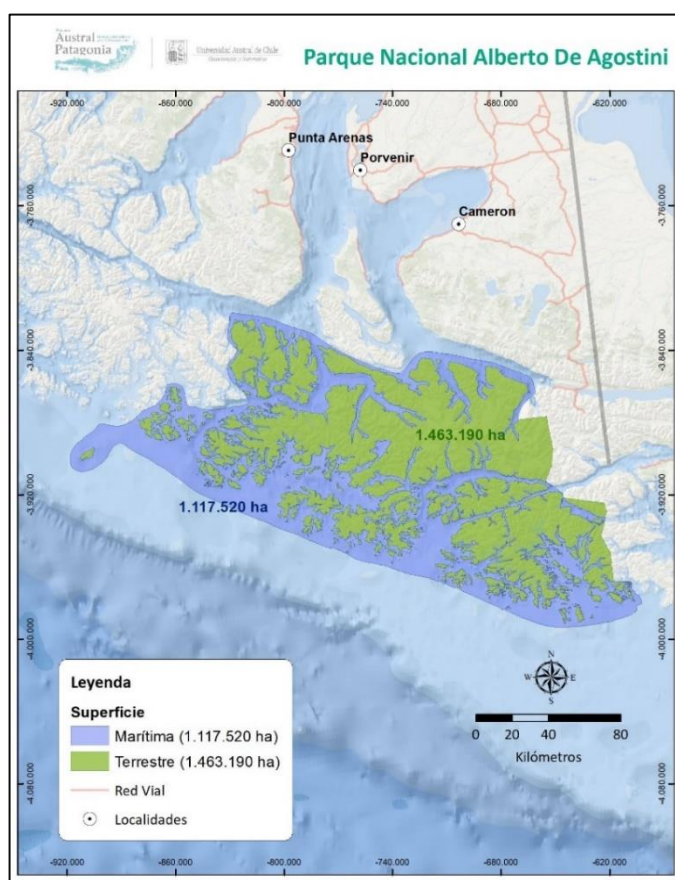 Austral
Patagonia
Universidad Austral de Chile
Parque Nacional Alberto De Agostini
-920.000 -860.000 -800.000 -740.000 -680.000 -620.000
Punta Arenas
Porvenir
Cameron
-3.760.000 -3.760.000
-3.840.000 -3.840.000
1.463.190 ha
-3.920.000 -3.920.000
1.117.520 ha
-4.000.000 -4.000.000
Leyenda
Superficie
Marítima (1.117.520 ha)
Terrestre (1.463.190 ha)
Red Vial
Localidades
N
W E
S
0 20 40 80
Kilómetros
-4.080.000 -4.080.000
-920.000 -860.000 -800.000 -740.000 -680.000 -620.000